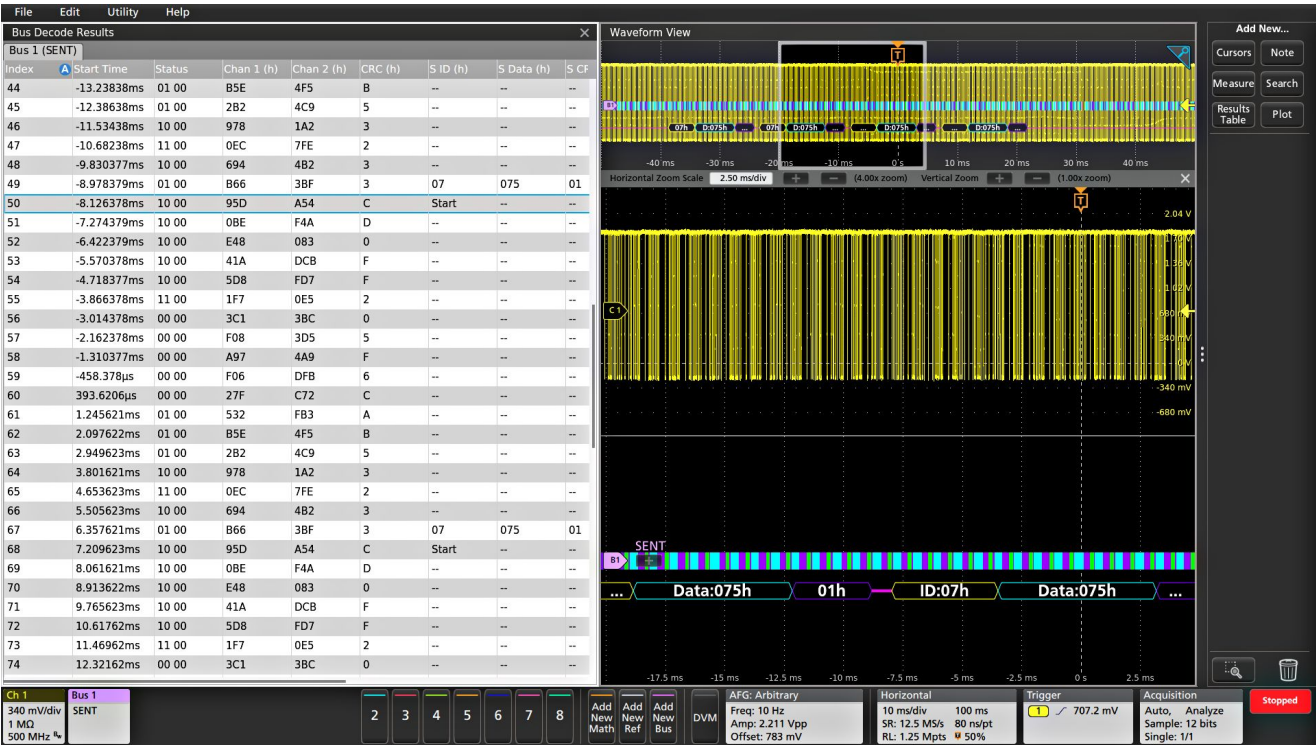 File Edit Utility Help
Bus Decode Results
Bus 1 (SENT)
Index A Start Time Status Chan 1 (h) Chan 2 (h) CRC (h) S ID (h) S Data (h) S CF
44 -13.23838ms 01 00 B5E 4F5 B -- -- --
45 -12.38638ms 01 00 2B2 4C9 5 -- -- --
46 -11.53438ms 10 00 978 1A2 3 -- -- --
47 -10.68238ms 11 00 0EC 7FE 2 -- -- --
48 -9.830377ms 10 00 694 4B2 3 -- -- --
49 -8.978379ms 01 00 B66 3BF 3 07 075 01
50 -8.126378ms 10 00 95D A54 C Start -- --
51 -7.274379ms 10 00 0BE F4A D -- -- --
52 -6.422379ms 10 00 E48 083 0 -- -- --
53 -5.570378ms 10 00 41A DCB F -- -- --
54 -4.718377ms 10 00 5D8 FD7 F -- -- --
55 -3.866378ms 11 00 1F7 0E5 2 -- -- --
56 -3.014378ms 00 00 3C1 3BC 0 -- -- --
57 -2.162378ms 00 00 F08 3D5 5 -- -- --
58 -1.310377ms 00 00 A97 4A9 F -- -- --
59 -458.378µs 00 00 F06 DFB 6 -- -- --
60 393.6206µs 00 00 27F C72 C -- -- --
61 1.245621ms 01 00 532 FB3 A -- -- --
62 2.097622ms 01 00 B5E 4F5 B -- -- --
63 2.949623ms 01 00 2B2 4C9 5 -- -- --
64 3.801621ms 10 00 978 1A2 3 -- -- --
65 4.653623ms 11 00 0EC 7FE 2 -- -- --
66 5.505623ms 10 00 694 4B2 3 -- -- --
67 6.357621ms 01 00 B66 3BF 3 07 075 01
68 7.209623ms 10 00 95D A54 C Start -- --
69 8.061621ms 10 00 0BE F4A D -- -- --
70 8.913622ms 10 00 E48 083 0 -- -- --
71 9.765623ms 10 00 41A DCB F -- -- --
72 10.61762ms 10 00 5D8 FD7 F -- -- --
73 11.46962ms 11 00 1F7 0E5 2 -- -- --
74 12.32162ms 00 00 3C1 3BC 0 -- -- --
Waveform View
T
B1
07h D:075h ... 07h D:075h ... ... D:075h ... ... D:075h ...
-40 ms -30 ms -20 ms -10 ms 0 s 10 ms 20 ms 30 ms 40 ms
Horizontal Zoom Scale 2.50 ms/div + − (4.00x zoom) Vertical Zoom + − (1.00x zoom)
T
2.04 V
1.70 V
1.36 V
1.02 V
C 1
680 m
340 mV
0 V
-340 mV
-680 mV
SENT
B1 +
... Data:075h 01h ID:07h Data:075h ...
-17.5 ms -15 ms -12.5 ms -10 ms -7.5 ms -5 ms -2.5 ms 0 s 2.5 ms
Add New...
Cursors Note
Measure Search
Results Table Plot
Ch 1
340 mV/div
1 MΩ
500 MHz
Bus 1
SENT
2 3 4 5 6 7 8
Add New Math
Add New Ref
Add New Bus
DVM
AFG: Arbitrary
Freq: 10 Hz
Amp: 2.211 Vpp
Offset: 783 mV
Horizontal
10 ms/div 100 ms
SR: 12.5 MS/s 80 ns/pt
RL: 1.25 Mpts 50%
Trigger
1 707.2 mV
Acquisition
Auto, Analyze
Sample: 12 bits
Single: 1/1
Stopped